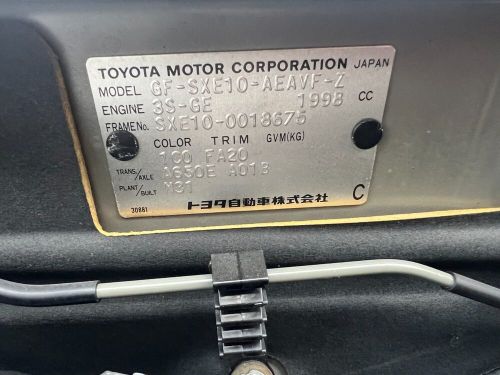 TOYOTA MOTOR CORPORATION JAPAN
MODEL GF-SXE10-AEAVF-Z
ENGINE 3S-GE 1998 CC
FRAME No. SXE10-0018675
COLOR TRIM GVM(KG)
1C0 FA20
TRANS./AXLE A650E A01B
PLANT/BUILT M31
30881 トヨタ自動車株式会社 C